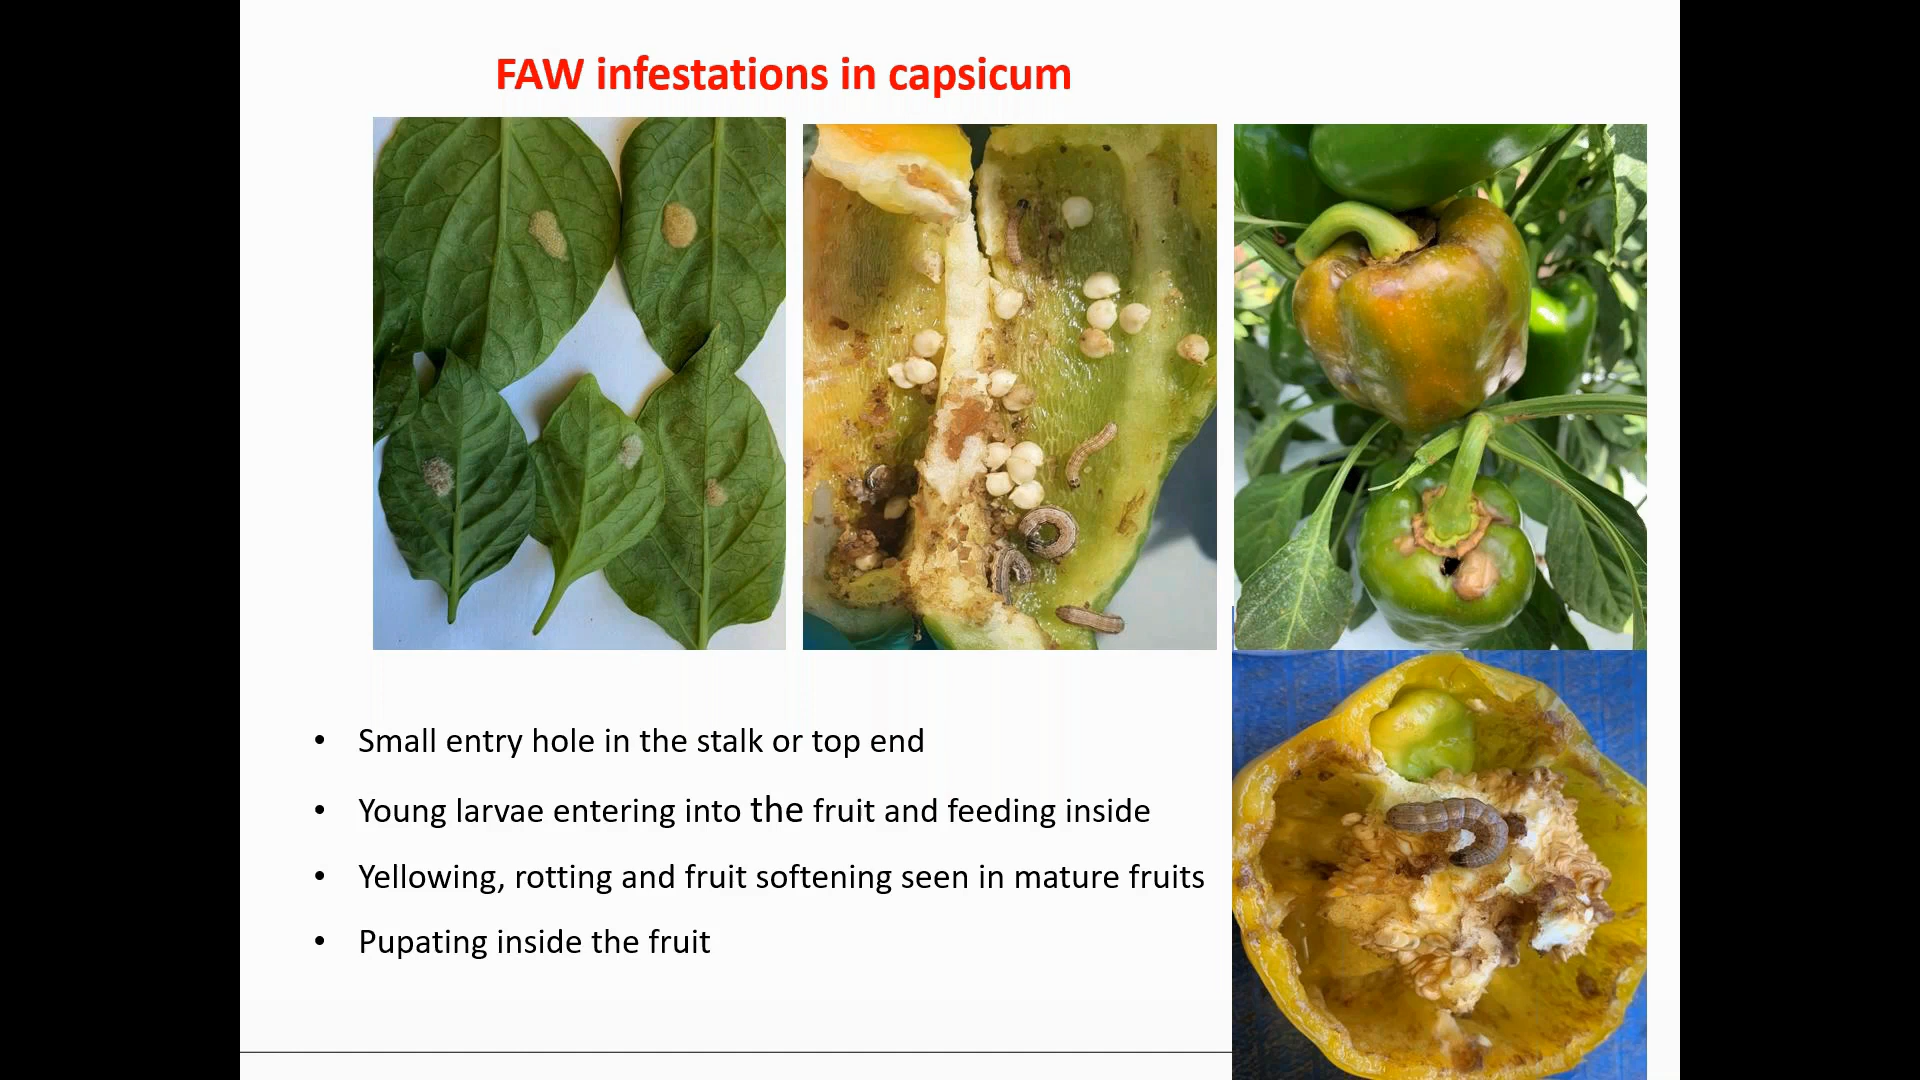 FAW infestations in capsicum
• Small entry hole in the stalk or top end
• Young larvae entering into the fruit and feeding inside
• Yellowing, rotting and fruit softening seen in mature fruits
• Pupating inside the fruit